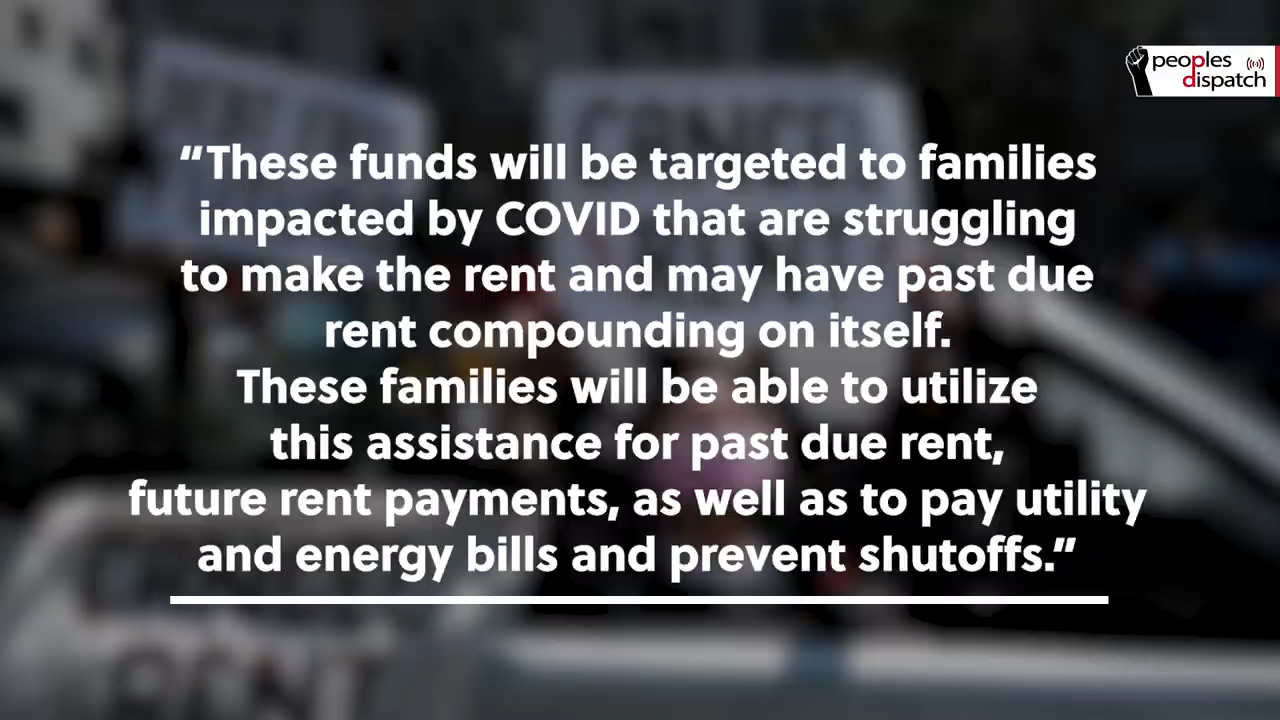 peoples
dispatch
“These funds will be targeted to families
impacted by COVID that are struggling
to make the rent and may have past due
rent compounding on itself.
These families will be able to utilize
this assistance for past due rent,
future rent payments, as well as to pay utility
and energy bills and prevent shutoffs.”
CANCEL
RENT